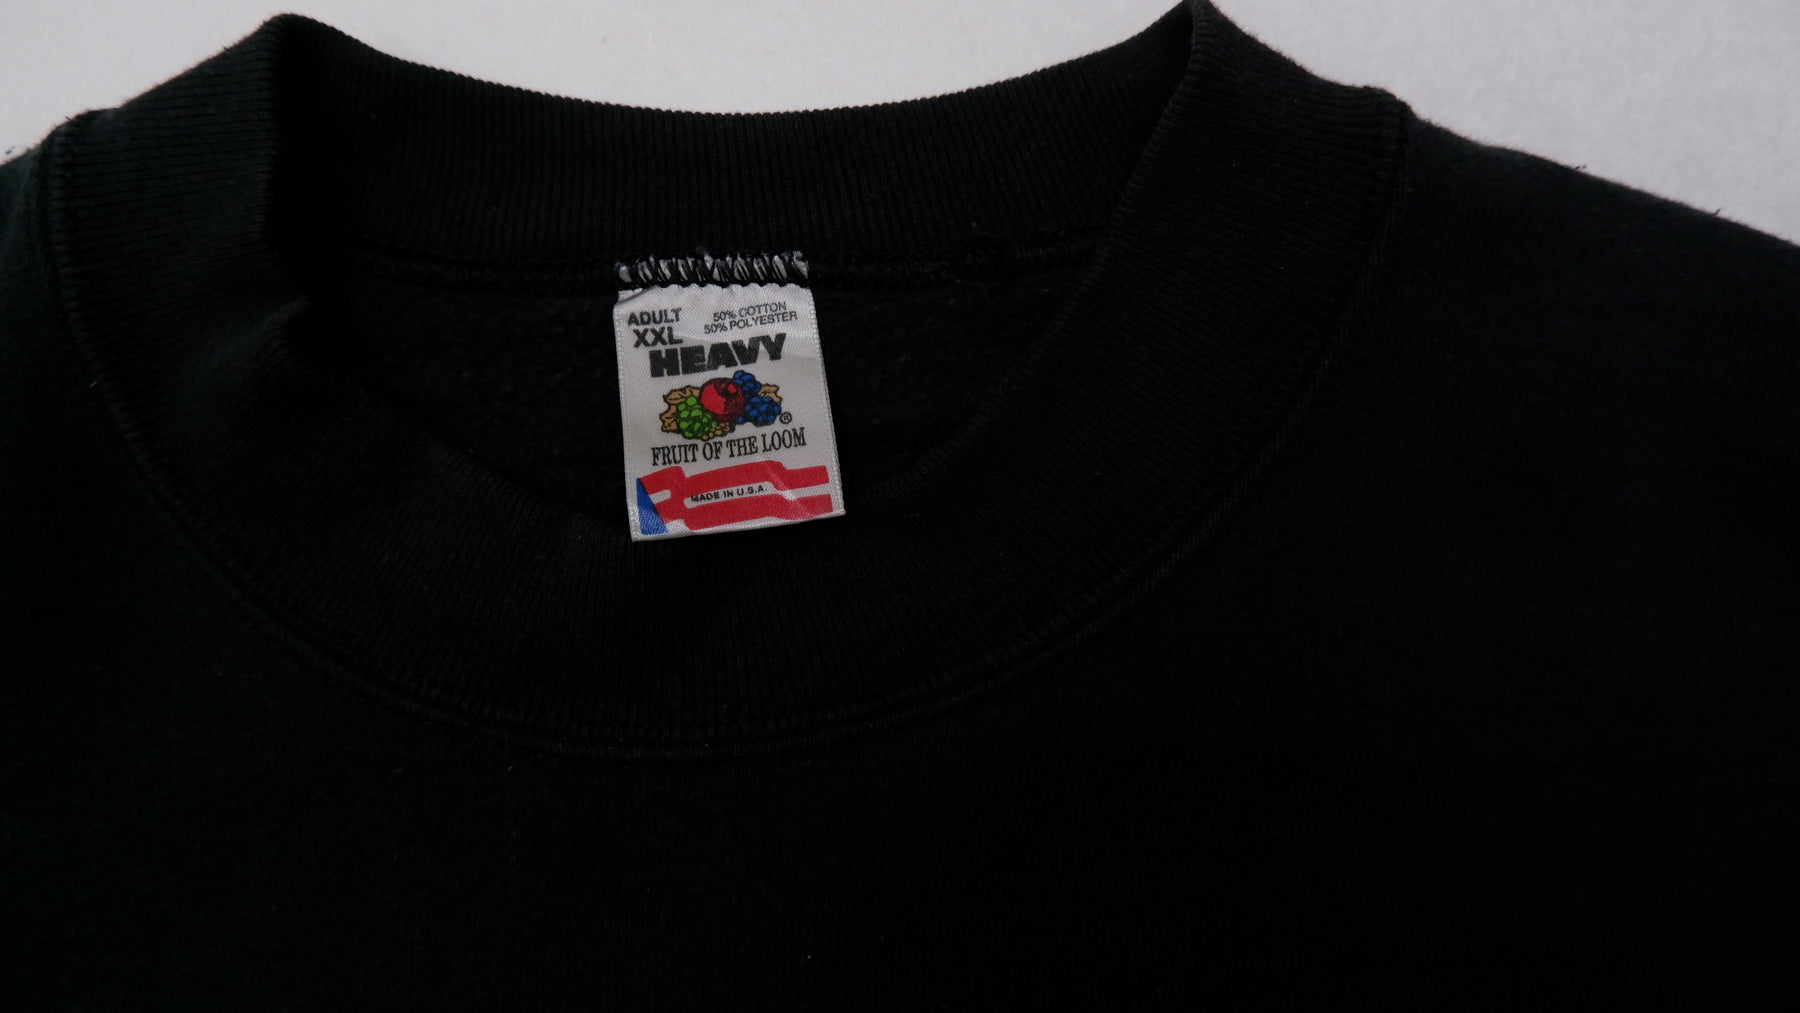 ADULT
XXL
50% COTTON
50% POLYESTER
HEAVY
®
FRUIT OF THE LOOM
MADE IN U.S.A.